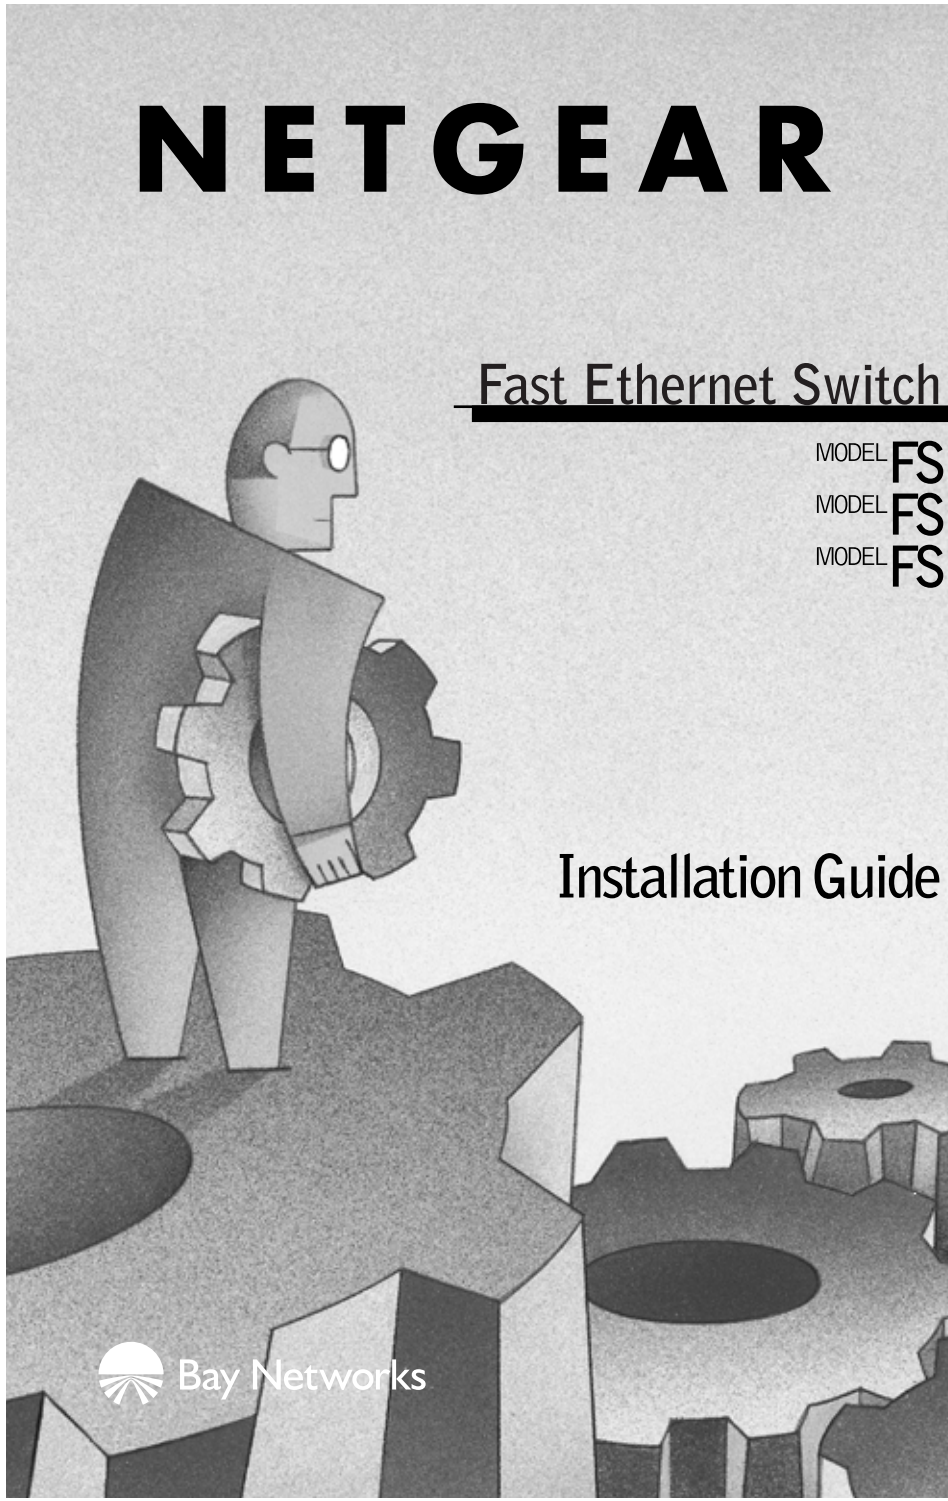 NETGEAR
Fast Ethernet Switch
MODEL FS
MODEL FS
MODEL FS
Installation Guide
Bay Networks